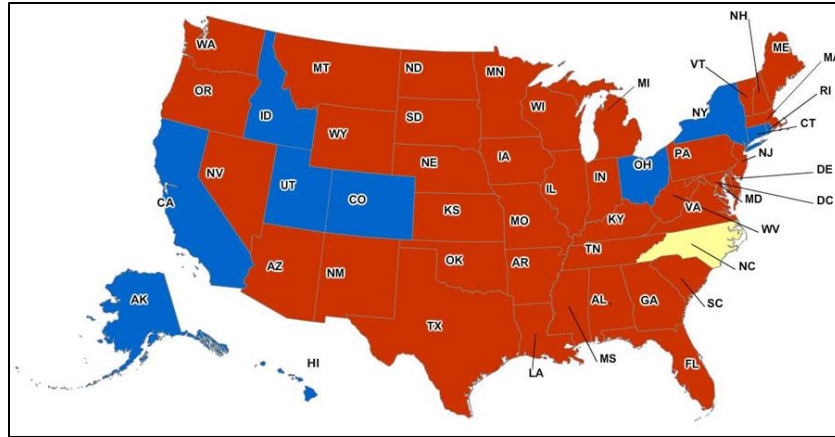 NH
WA
ME
MT
ND
MA
MN
VT
OR
MI
RI
ID
WI
NY
SD
CT
WY
OH
PA
IA
NJ
NE
NV
DE
IL
IN
UT
MD
DC
CA
CO
VA
KS
MO
KY
WV
TN
OK
AZ
NM
AR
NC
AK
AL
GA
SC
TX
MS
HI
FL
LA